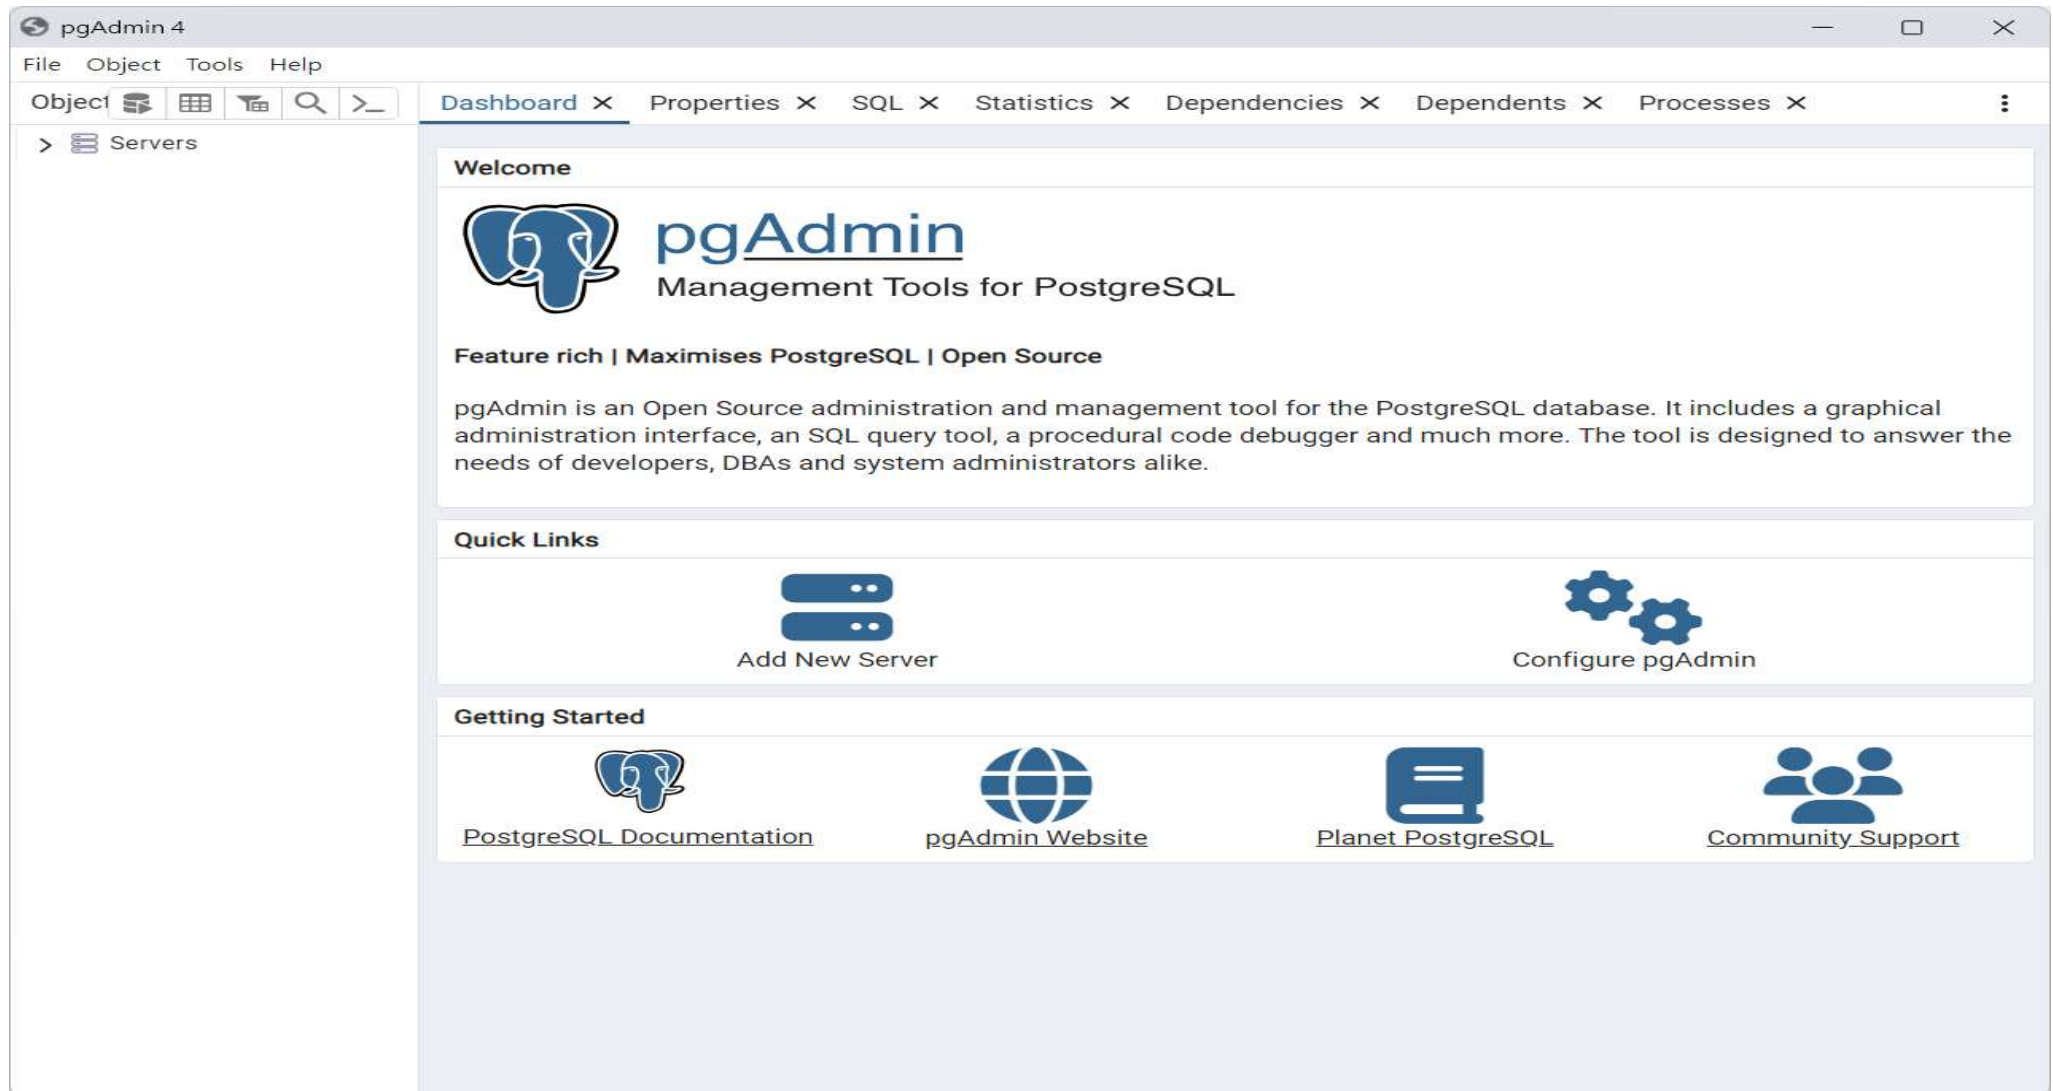 pgAdmin 4
File Object Tools Help
Object
Dashboard Properties SQL Statistics Dependencies Dependents Processes
Servers
Welcome
pgAdmin
Management Tools for PostgreSQL
Feature rich | Maximises PostgreSQL | Open Source
pgAdmin is an Open Source administration and management tool for the PostgreSQL database. It includes a graphical
administration interface, an SQL query tool, a procedural code debugger and much more. The tool is designed to answer the
needs of developers, DBAs and system administrators alike.
Quick Links
Add New Server
Configure pgAdmin
Getting Started
PostgreSQL Documentation
pgAdmin Website
Planet PostgreSQL
Community Support